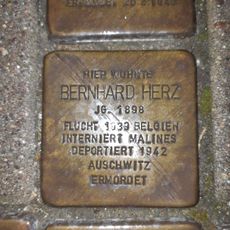 HIER WOHNTE
BERNHARD HERZ
JG. 1898
FLUCHT 1939 BELGIEN
INTERNIERT MALINES
DEPORTIERT 1942
AUSCHWITZ
ERMORDET